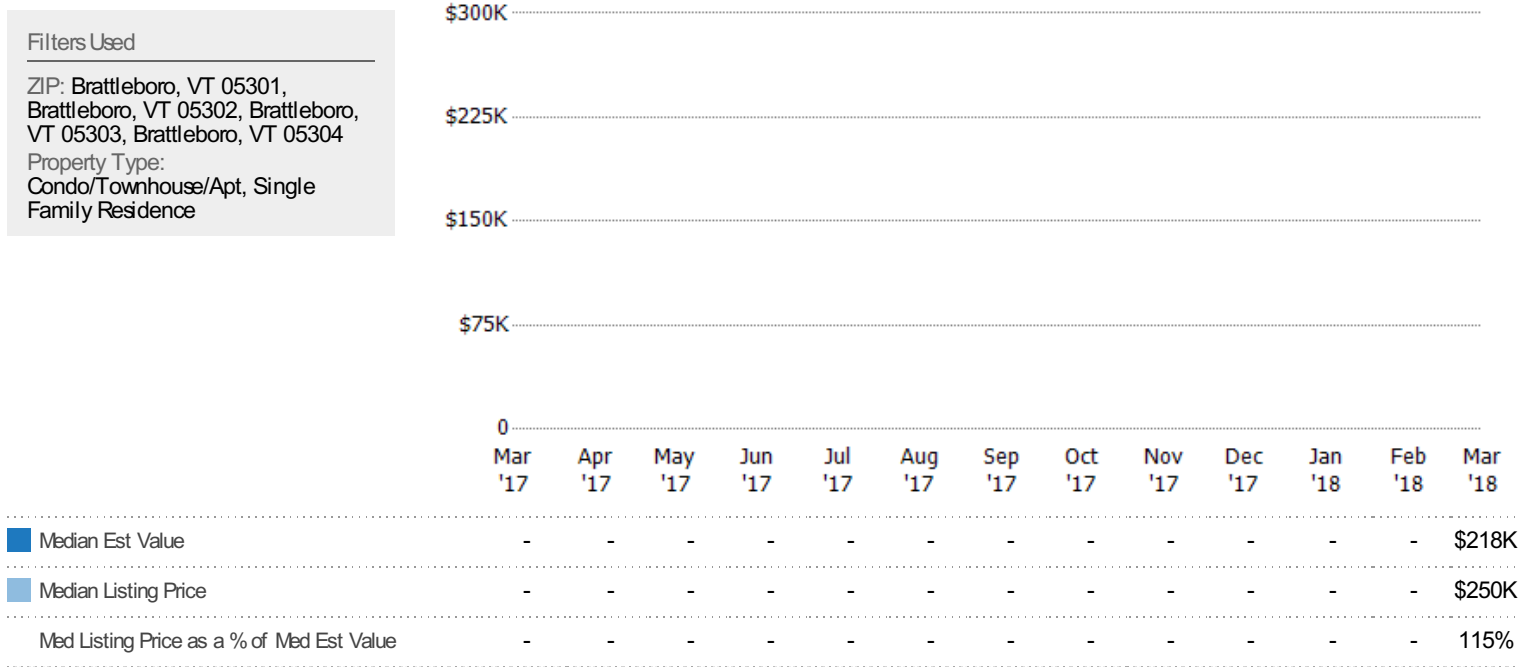 Filters Used
ZIP: Brattleboro, VT 05301,
Brattleboro, VT 05302, Brattleboro,
VT 05303, Brattleboro, VT 05304
Property Type:
Condo/Townhouse/Apt, Single
Family Residence
$300K
$225K
$150K
$75K
0
Mar '17 Apr '17 May '17 Jun '17 Jul '17 Aug '17 Sep '17 Oct '17 Nov '17 Dec '17 Jan '18 Feb '18 Mar '18
Median Est Value - - - - - - - - - - - - $218K
Median Listing Price - - - - - - - - - - - - $250K
Med Listing Price as a % of Med Est Value - - - - - - - - - - - - 115%